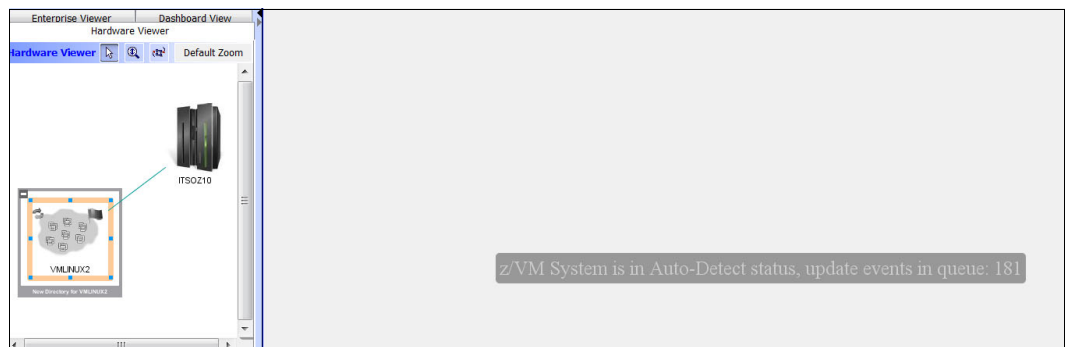 Enterprise Viewer Dashboard View
Hardware Viewer
Hardware Viewer Default Zoom
ITSOZ10
VMLINUX2
New Directory for VMLINUX2
z/VM System is in Auto-Detect status, update events in queue: 181